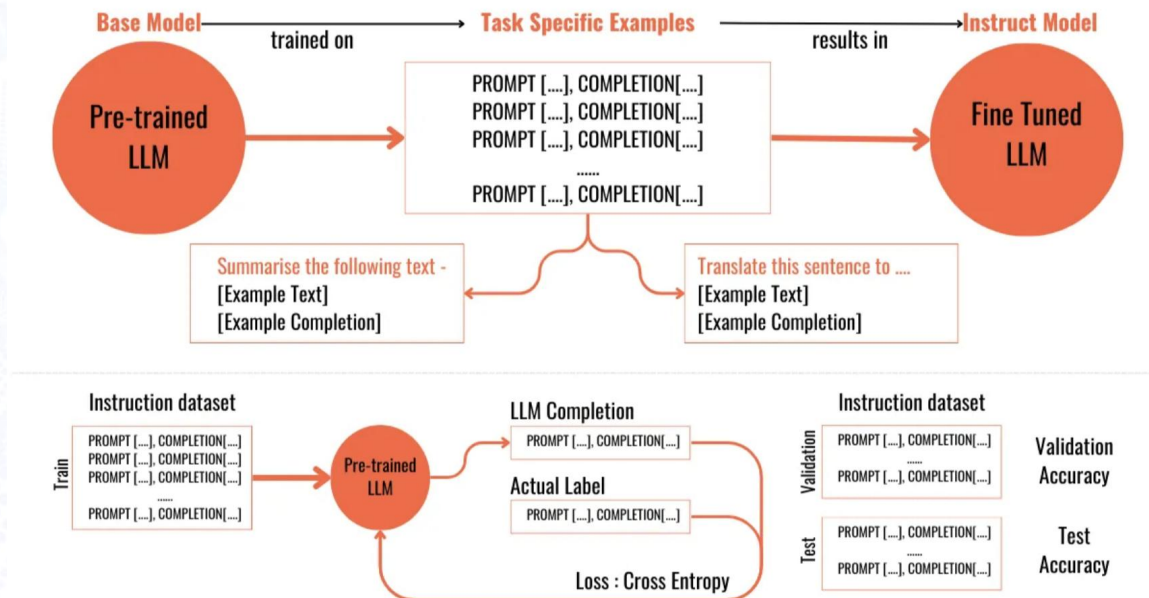 Base Model
trained on
Task Specific Examples
results in
Instruct Model
Pre-trained
LLM
PROMPT [....], COMPLETION[....]
PROMPT [....], COMPLETION[....]
PROMPT [....], COMPLETION[....]
......
PROMPT [....], COMPLETION[....]
Fine Tuned
LLM
Summarise the following text -
[Example Text]
[Example Completion]
Translate this sentence to ....
[Example Text]
[Example Completion]
Instruction dataset
Train
PROMPT [....], COMPLETION[....]
PROMPT [....], COMPLETION[....]
PROMPT [....], COMPLETION[....]
......
PROMPT [....], COMPLETION[....]
Pre-trained
LLM
LLM Completion
PROMPT [....], COMPLETION[....]
Actual Label
PROMPT [....], COMPLETION[....]
Loss : Cross Entropy
Instruction dataset
Validation
PROMPT [....], COMPLETION[....]
......
PROMPT [....], COMPLETION[....]
Validation
Accuracy
Test
PROMPT [....], COMPLETION[....]
......
PROMPT [....], COMPLETION[....]
Test
Accuracy